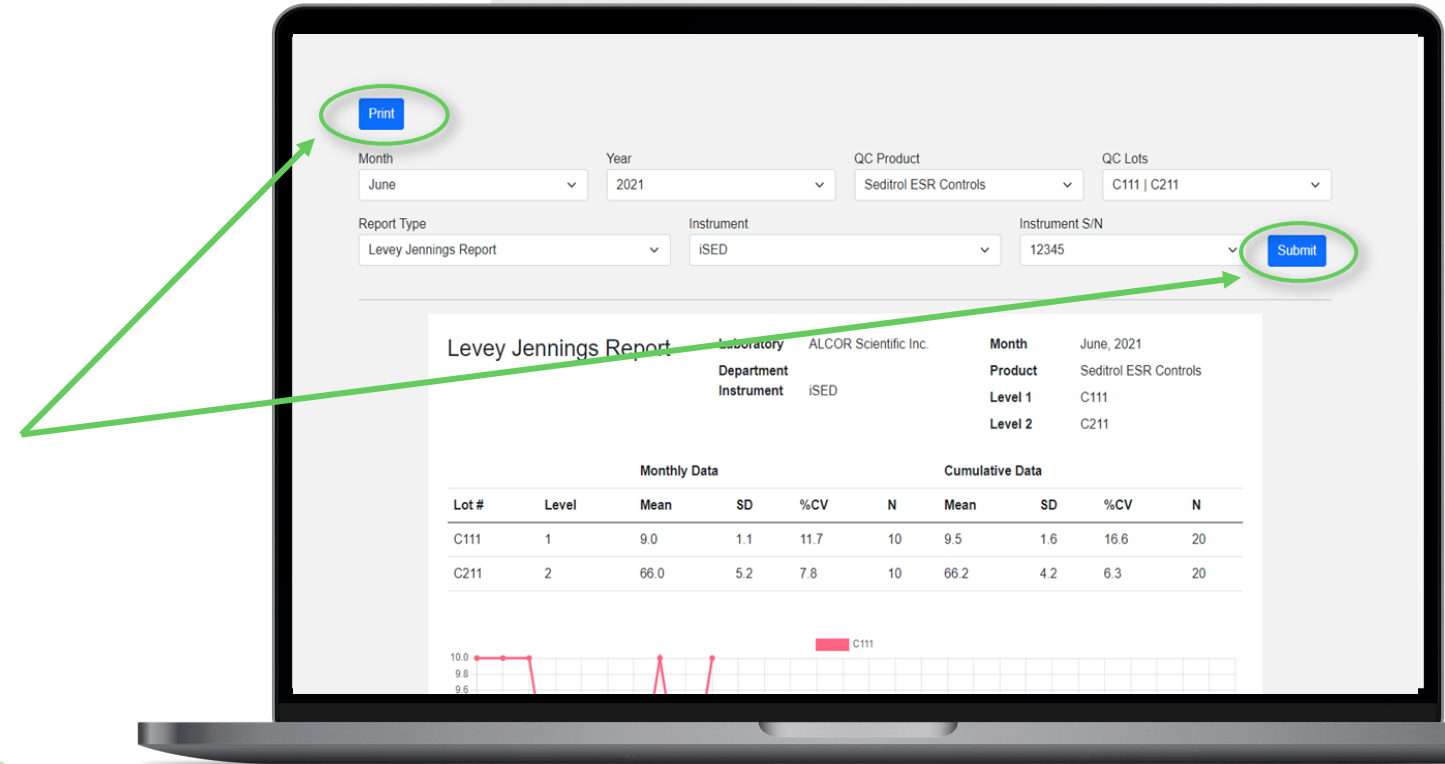 Print
Month Year QC Product QC Lots
June 2021 Seditrol ESR Controls C111 | C211
Report Type Instrument Instrument S/N
Levey Jennings Report iSED 12345 Submit
Levey Jennings Report Laboratory ALCOR Scientific Inc. Month June, 2021
Department Product Seditrol ESR Controls
Instrument iSED Level 1 C111
Level 2 C211
Monthly Data Cumulative Data
Lot # Level Mean SD %CV N Mean SD %CV N
C111 1 9.0 1.1 11.7 10 9.5 1.6 16.6 20
C211 2 66.0 5.2 7.8 10 66.2 4.2 6.3 20
C111
10.0
9.8
9.6